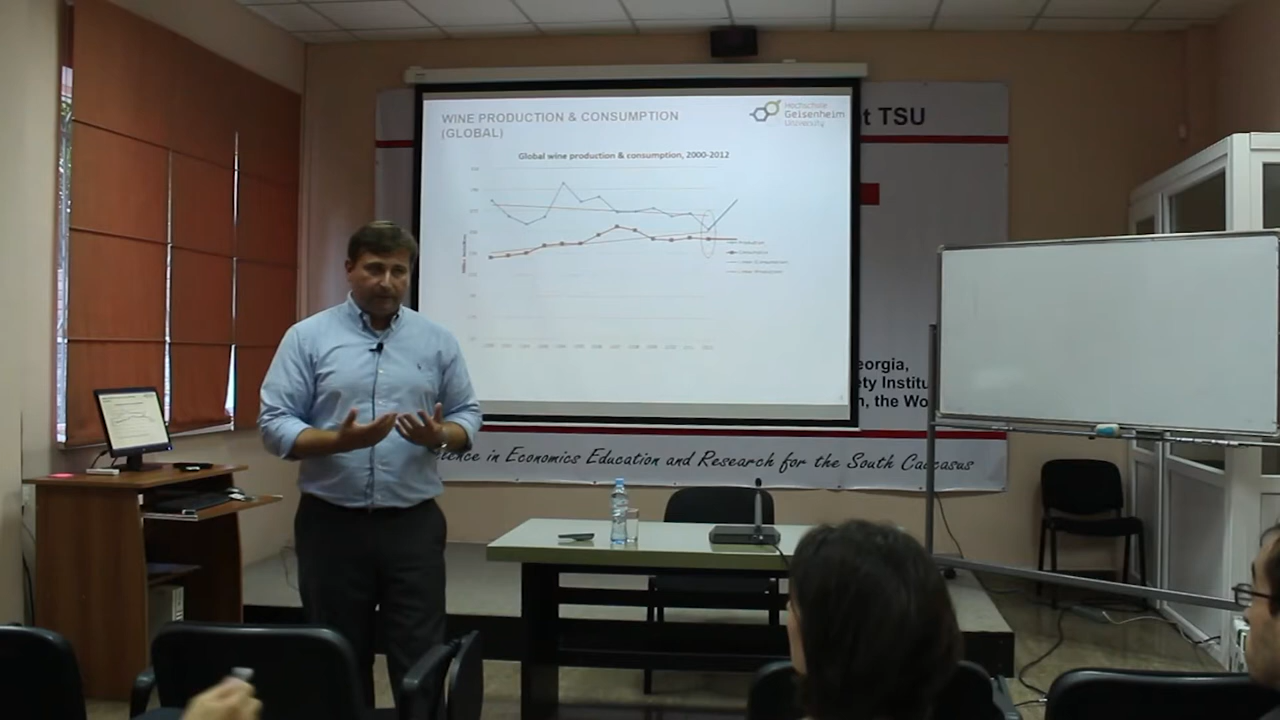 WINE PRODUCTION & CONSUMPTION
(GLOBAL)
Hochschule
Geisenheim
University
Global wine production & consumption, 2000-2012
t TSU
eorgia,
ety Institu
n, the Wo
lence in Economics Education and Research for the South Caucasus